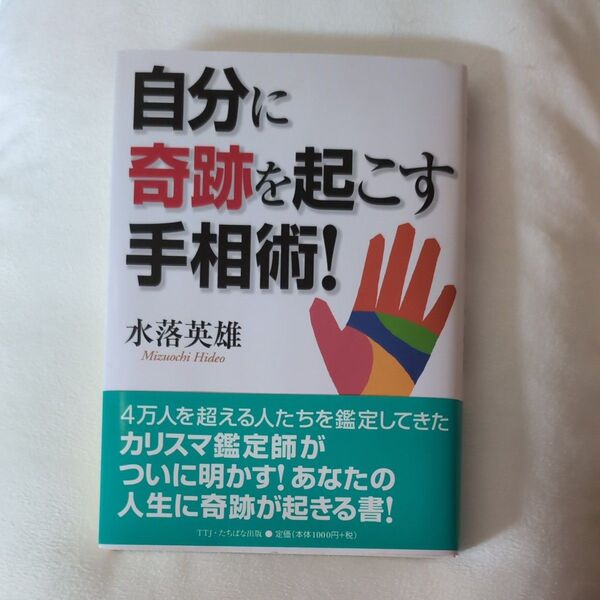 自分に
奇跡を起こす
手相術!
水落英雄
Mizuochi Hideo
4万人を超える人たちを鑑定してきた
カリスマ鑑定師が
ついに明かす!あなたの
人生に奇跡が起きる書!
TTJ・たちばな出版 ● 定価(本体1000円+税)